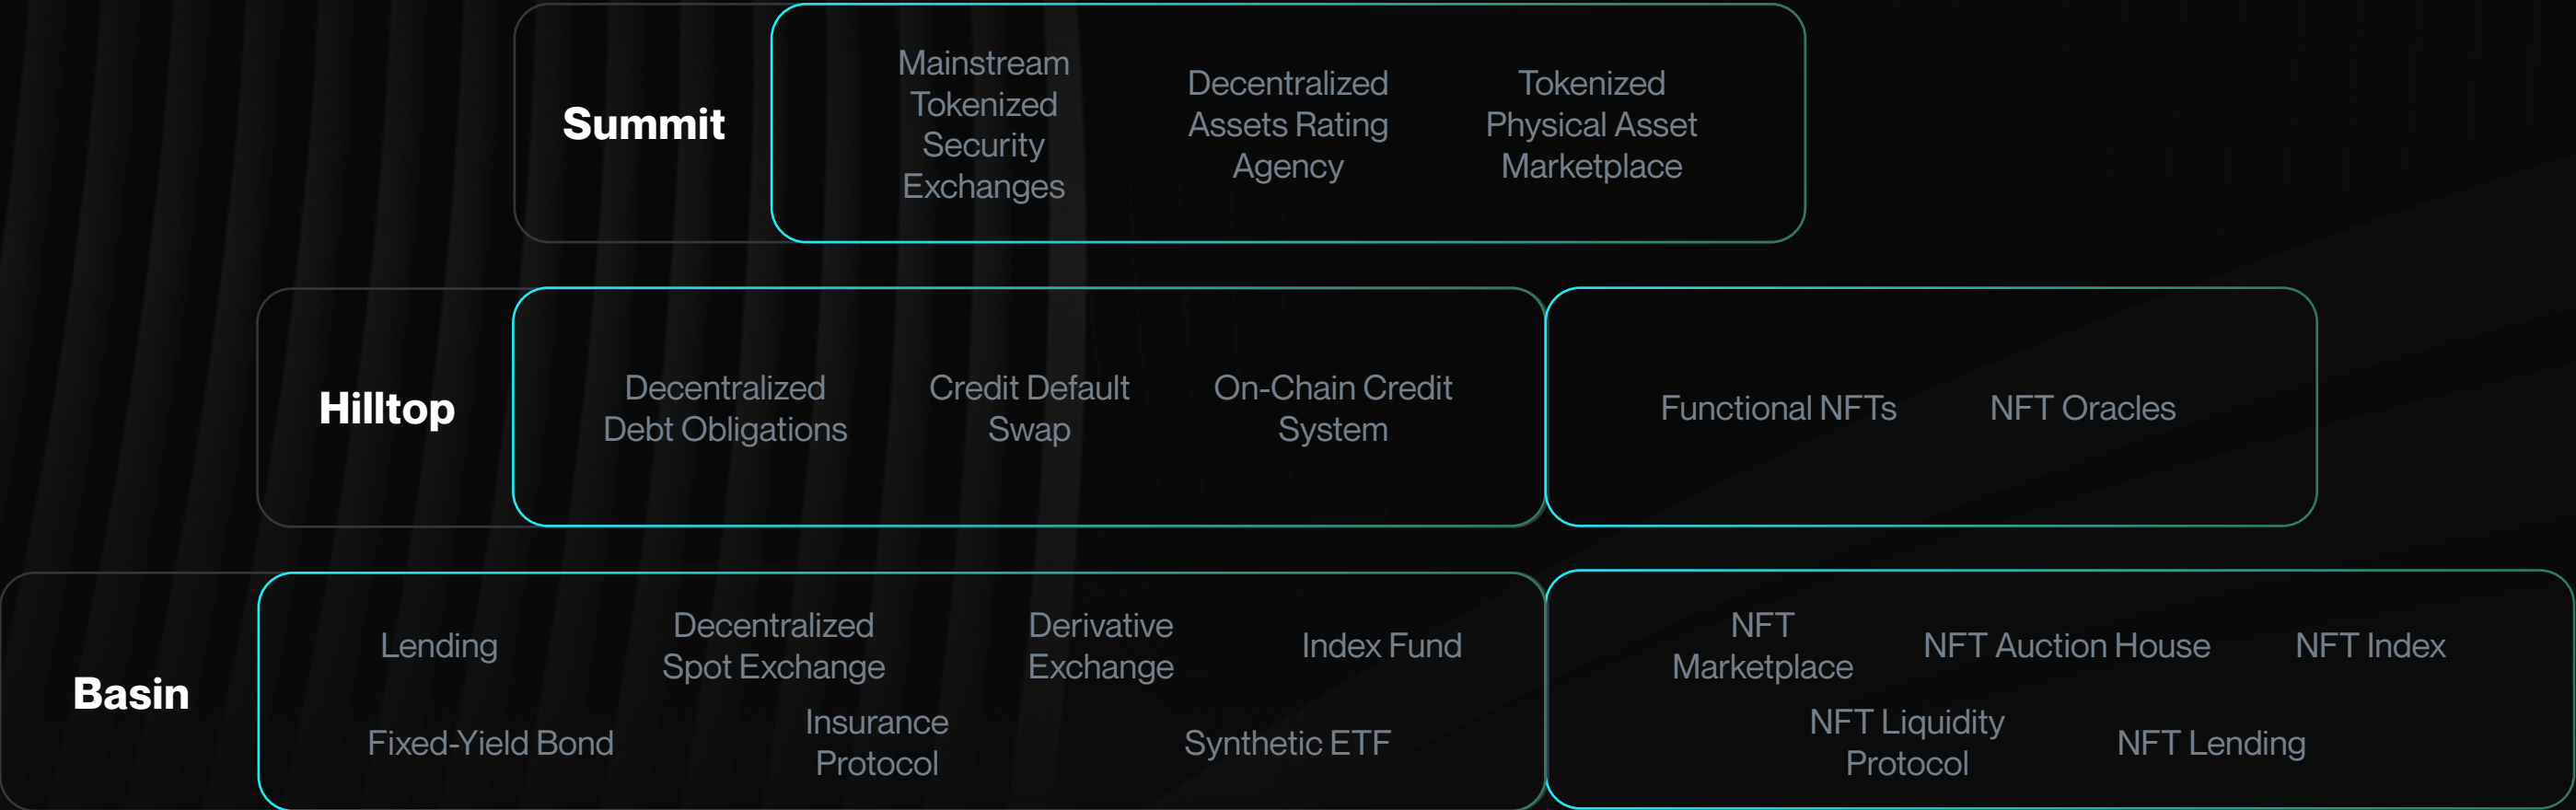 Summit
Mainstream
Tokenized
Security
Exchanges
Decentralized
Assets Rating
Agency
Tokenized
Physical Asset
Marketplace
Hilltop
Decentralized
Debt Obligations
Credit Default
Swap
On-Chain Credit
System
Functional NFTs
NFT Oracles
Basin
Lending
Decentralized
Spot Exchange
Derivative
Exchange
Index Fund
Fixed-Yield Bond
Insurance
Protocol
Synthetic ETF
NFT
Marketplace
NFT Auction House
NFT Index
NFT Liquidity
Protocol
NFT Lending